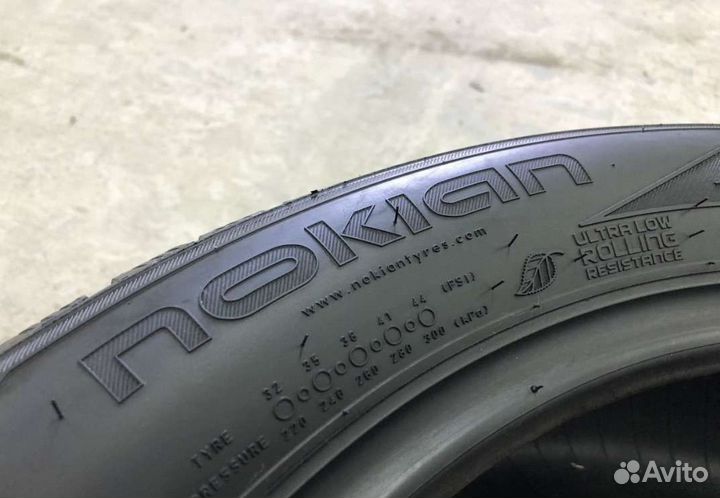 nokian
www.nokiantyres.com
ULTRA LOW
ROLLING
RESISTANCE
32 35 38 41 44 (PSI)
TYRE
PRESSURE 220 240 260 280 300 (kPa)
Avito